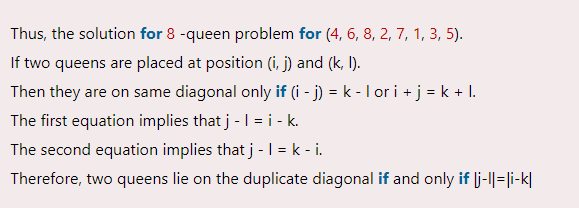 Thus, the solution for 8 -queen problem for (4, 6, 8, 2, 7, 1, 3, 5).
If two queens are placed at position (i, j) and (k, l).
Then they are on same diagonal only if (i - j) = k - l or i + j = k + l.
The first equation implies that j - l = i - k.
The second equation implies that j - l = k - i.
Therefore, two queens lie on the duplicate diagonal if and only if |j-l|=|i-k|